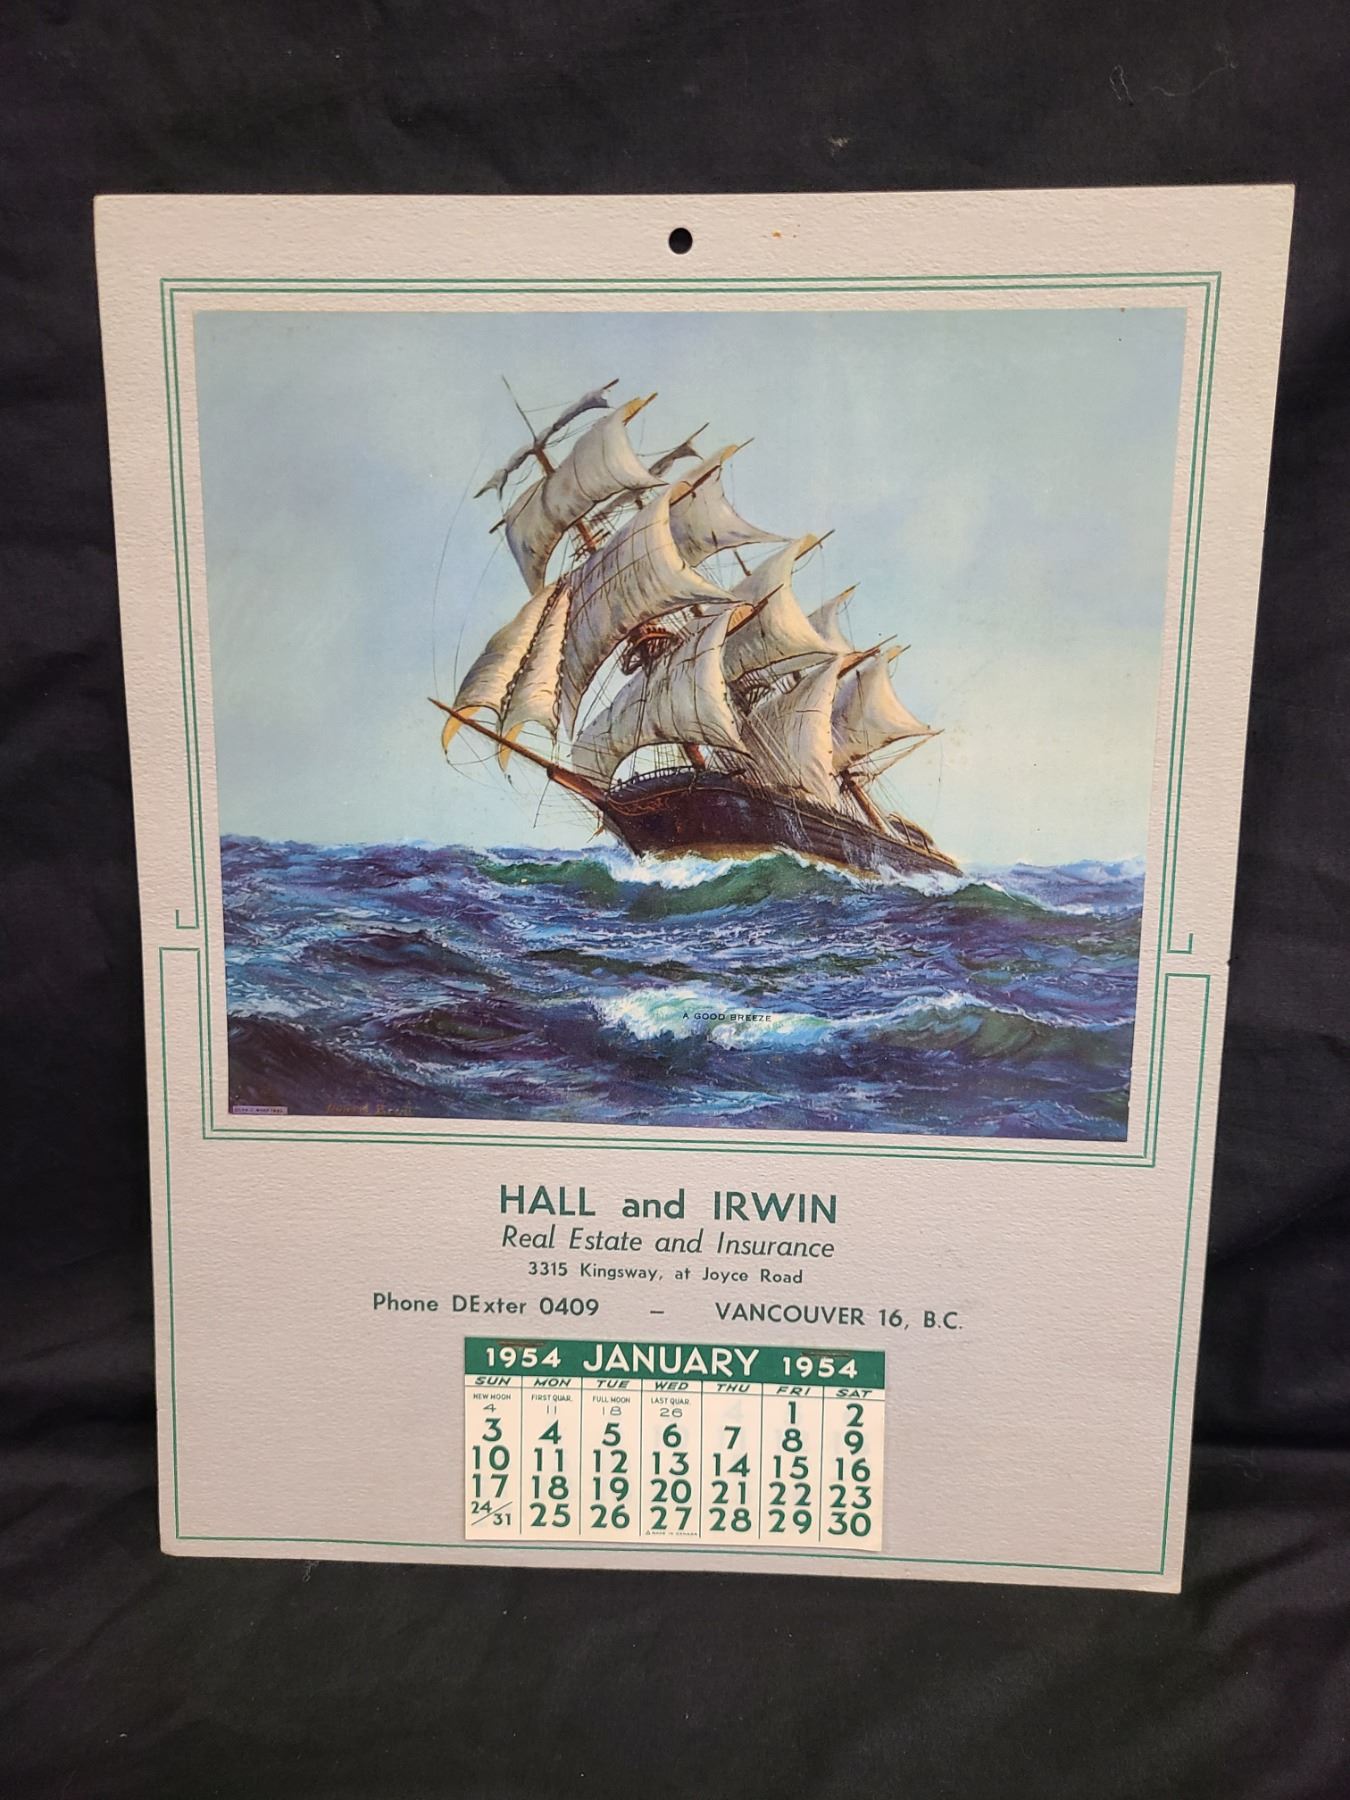 A GOOD BREEZE
HALL and IRWIN
Real Estate and Insurance
3315 Kingsway, at Joyce Road
Phone DExter 0409 — VANCOUVER 16, B.C.
1954 JANUARY 1954
SUN MON TUE WED THU FRI SAT
NEW MOON FIRST QUAR. FULL MOON LAST QUAR.
4 11 18 26 1 2
3 4 5 6 7 8 9
10 11 12 13 14 15 16
17 18 19 20 21 22 23
24/31 25 26 27 28 29 30
MADE IN CANADA